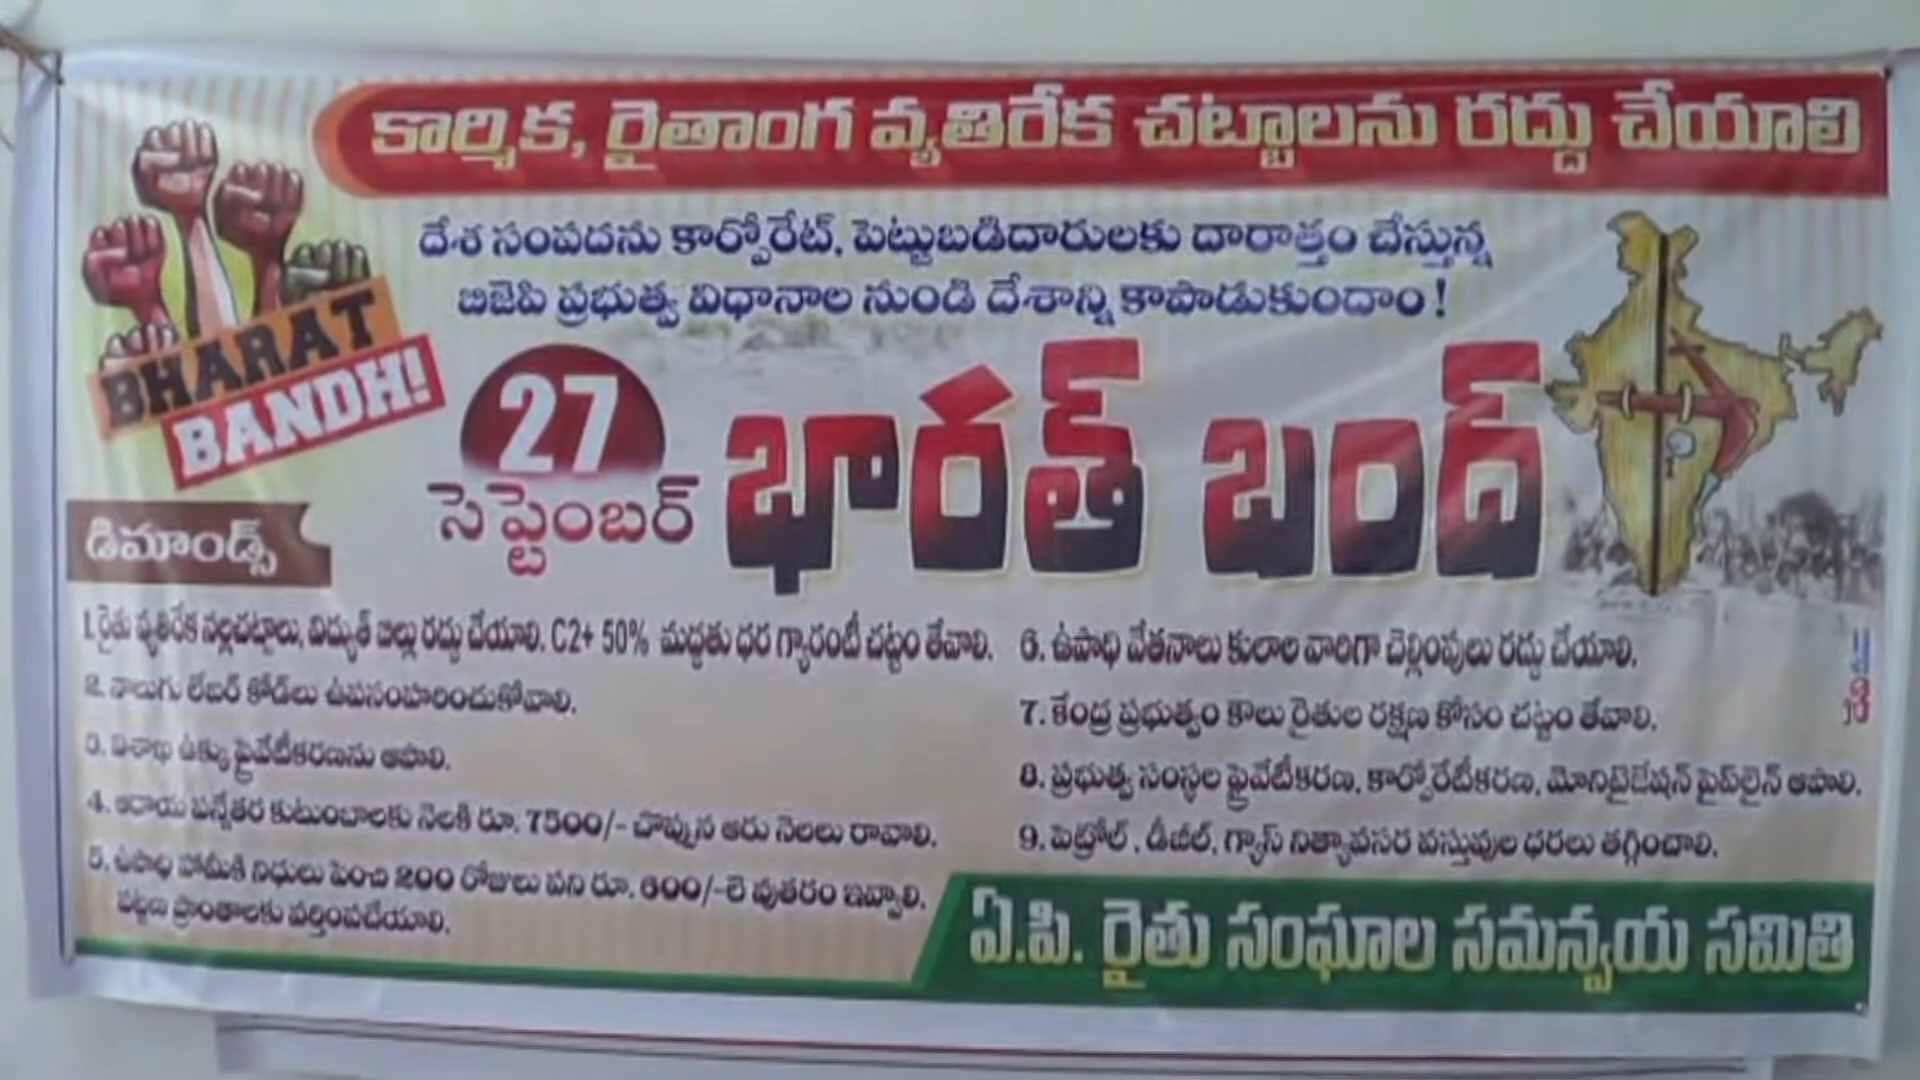 కార్మిక, రైతాంగ వ్యతిరేక చట్టాలను రద్దు చేయాలి
దేశ సంపదను కార్పోరేట్, పెట్టుబడిదారులకు దారాత్తం చేస్తున్న
బిజెపి ప్రభుత్వ విధానాల నుండి దేశాన్ని కాపాడుకుందాం!
BHARAT
BANDH!
27
సెప్టెంబర్
భారత్ బంద్
డిమాండ్స్
1. రైతు వ్యతిరేక నల్లచట్టాలు, విద్యుత్ బిల్లు రద్దు చేయాలి. C2+ 50% మద్దతు ధర గ్యారంటీ చట్టం తేవాలి.
2. నాలుగు లేబర్ కోడ్‌లు ఉపసంహరించుకోవాలి.
3. విశాఖ ఉక్కు ప్రైవేటీకరణను ఆపాలి.
4. ఆదాయ పన్నేతర కుటుంబాలకు నెలకి రూ. 7500/- చొప్పున ఆరు నెలలు రావాలి.
5. ఉపాధి హామీకి నిధులు పెంచి 200 రోజులు పని రూ. 600/-లె వుతరం ఇవ్వాలి.
పట్టణ ప్రాంతాలకు వర్తింపచేయాలి.
6. ఉపాధి వేతనాలు కులాల వారిగా చెల్లింపులు రద్దు చేయాలి.
7. కేంద్ర ప్రభుత్వం కౌలు రైతుల రక్షణ కోసం చట్టం తేవాలి.
8. ప్రభుత్వ సంస్థల ప్రైవేటీకరణ, కార్పోరేటీకరణ, మోనిటైజేషన్ పైప్‌లైన్ ఆపాలి.
9. పెట్రోల్, డీజిల్, గ్యాస్ నిత్యావసర వస్తువుల ధరలు తగ్గించాలి.
ఏ.పి. రైతు సంఘాల సమన్వయ సమితి